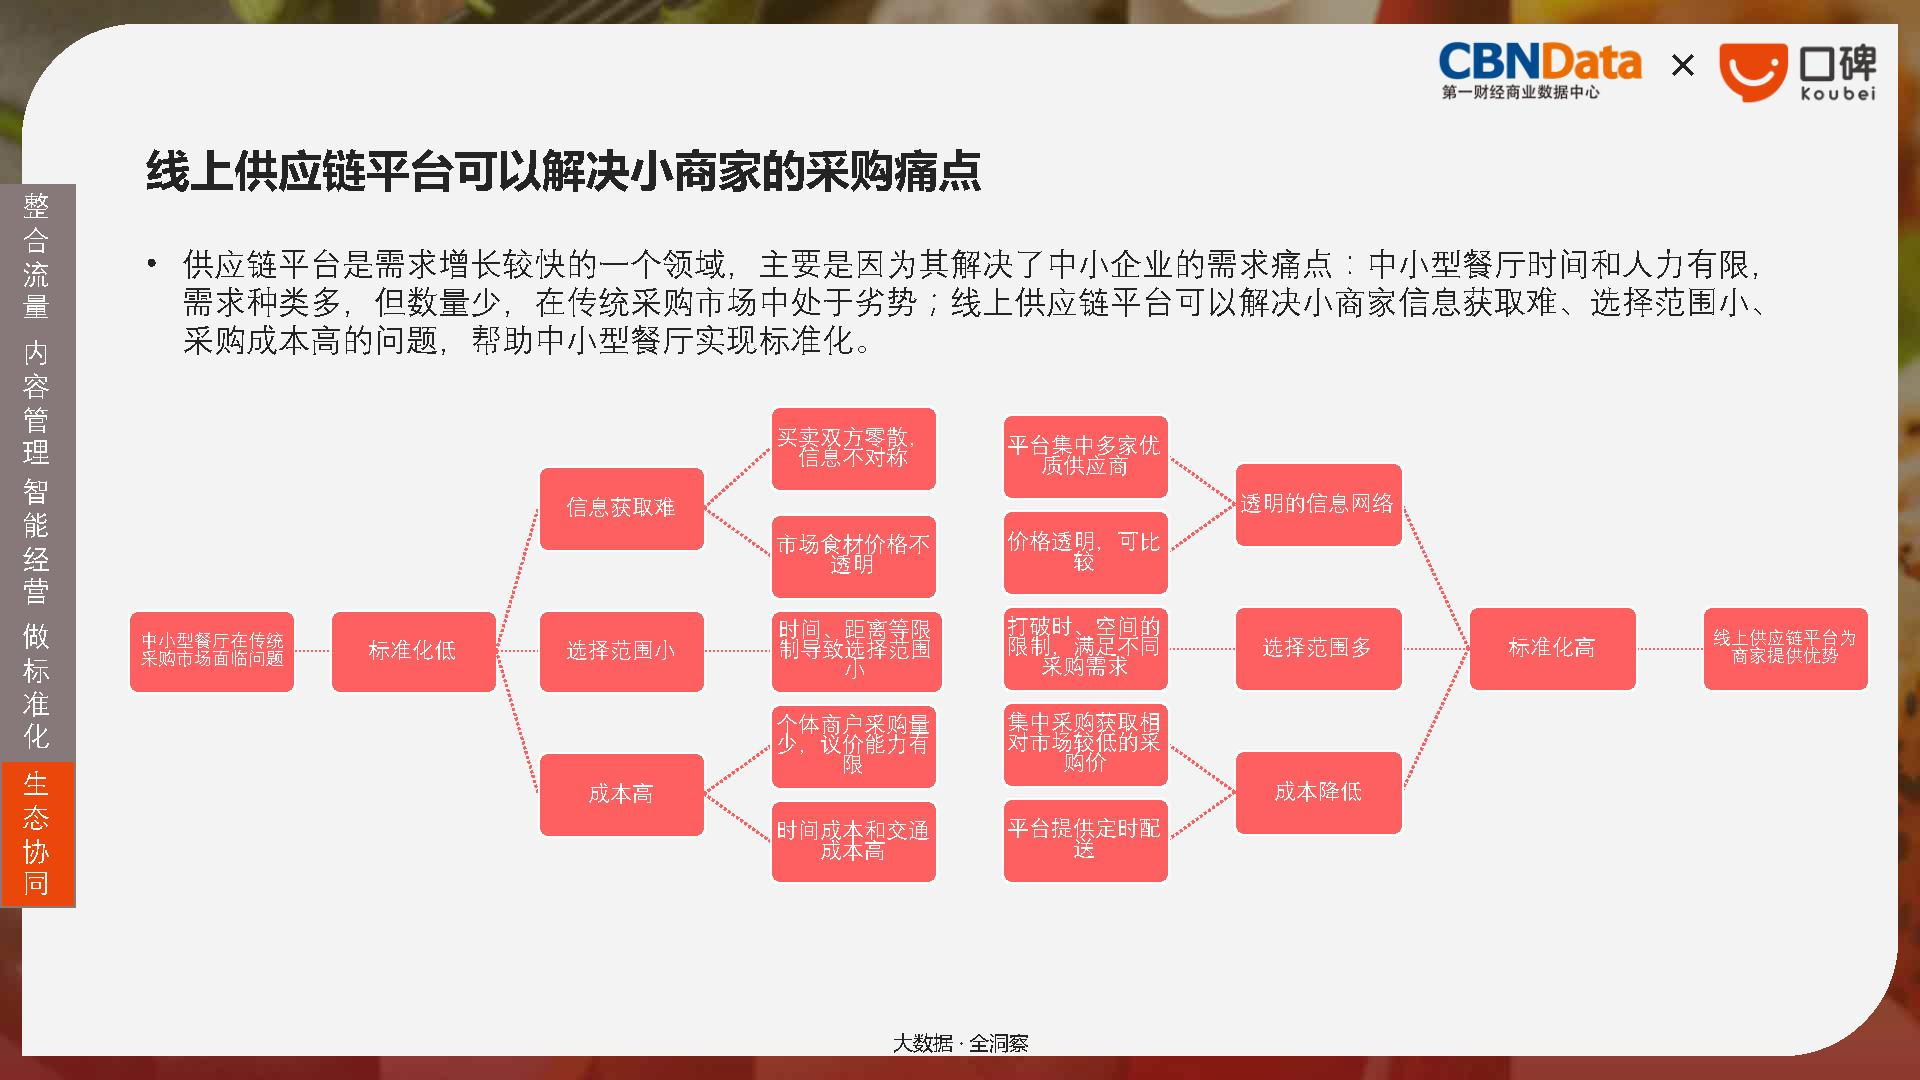 CBNData
第一财经商业数据中心
×
口碑
Koubei
线上供应链平台可以解决小商家的采购痛点
整合流量
内容管理
智能经营
做标准化
生态协同
• 供应链平台是需求增长较快的一个领域，主要是因为其解决了中小企业的需求痛点：中小型餐厅时间和人力有限，
需求种类多，但数量少，在传统采购市场中处于劣势；线上供应链平台可以解决小商家信息获取难、选择范围小、
采购成本高的问题，帮助中小型餐厅实现标准化。
中小型餐厅在传统
采购市场面临问题
标准化低
信息获取难
选择范围小
成本高
买卖双方零散，
信息不对称
市场食材价格不
透明
时间、距离等限
制导致选择范围
小
个体商户采购量
少，议价能力有
限
时间成本和交通
成本高
平台集中多家优
质供应商
价格透明，可比
较
打破时、空间的
限制，满足不同
采购需求
集中采购获取相
对市场较低的采
购价
平台提供定时配
送
透明的信息网络
选择范围多
成本降低
标准化高
线上供应链平台为
商家提供优势
大数据·全洞察